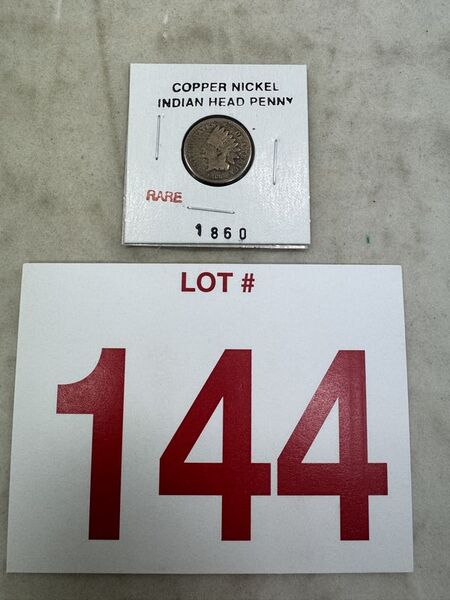 COPPER NICKEL
INDIAN HEAD PENNY
RARE
1860
LOT #
144